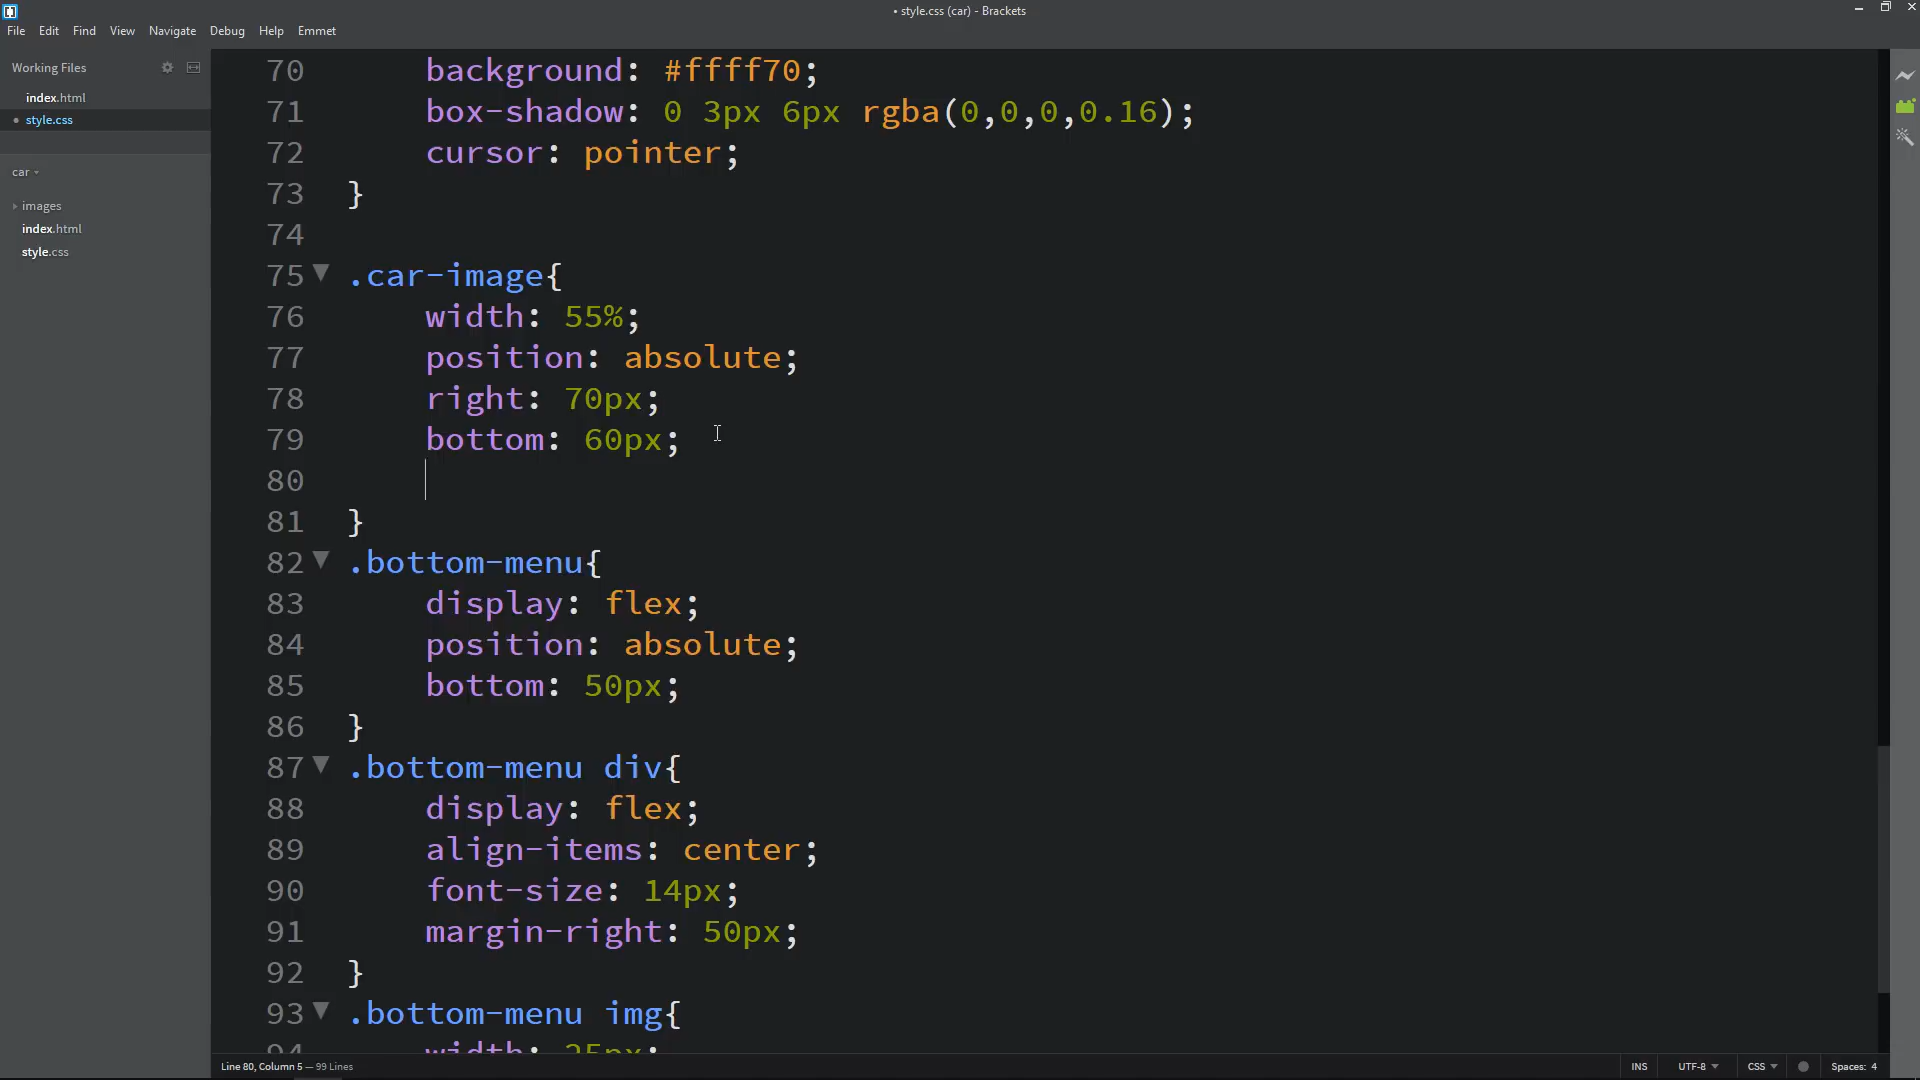 • style.css (car) - Brackets
File Edit Find View Navigate Debug Help Emmet
Working Files
index.html
• style.css
car
images
index.html
style.css
70 background: #ffff70;
71 box-shadow: 0 3px 6px rgba(0,0,0,0.16);
72 cursor: pointer;
73 }
74
75 .car-image{
76 width: 55%;
77 position: absolute;
78 right: 70px;
79 bottom: 60px;
80
81 }
82 .bottom-menu{
83 display: flex;
84 position: absolute;
85 bottom: 50px;
86 }
87 .bottom-menu div{
88 display: flex;
89 align-items: center;
90 font-size: 14px;
91 margin-right: 50px;
92 }
93 .bottom-menu img{
94 width: 25px;
Line 80, Column 5 — 99 Lines
INS UTF-8 CSS Spaces: 4